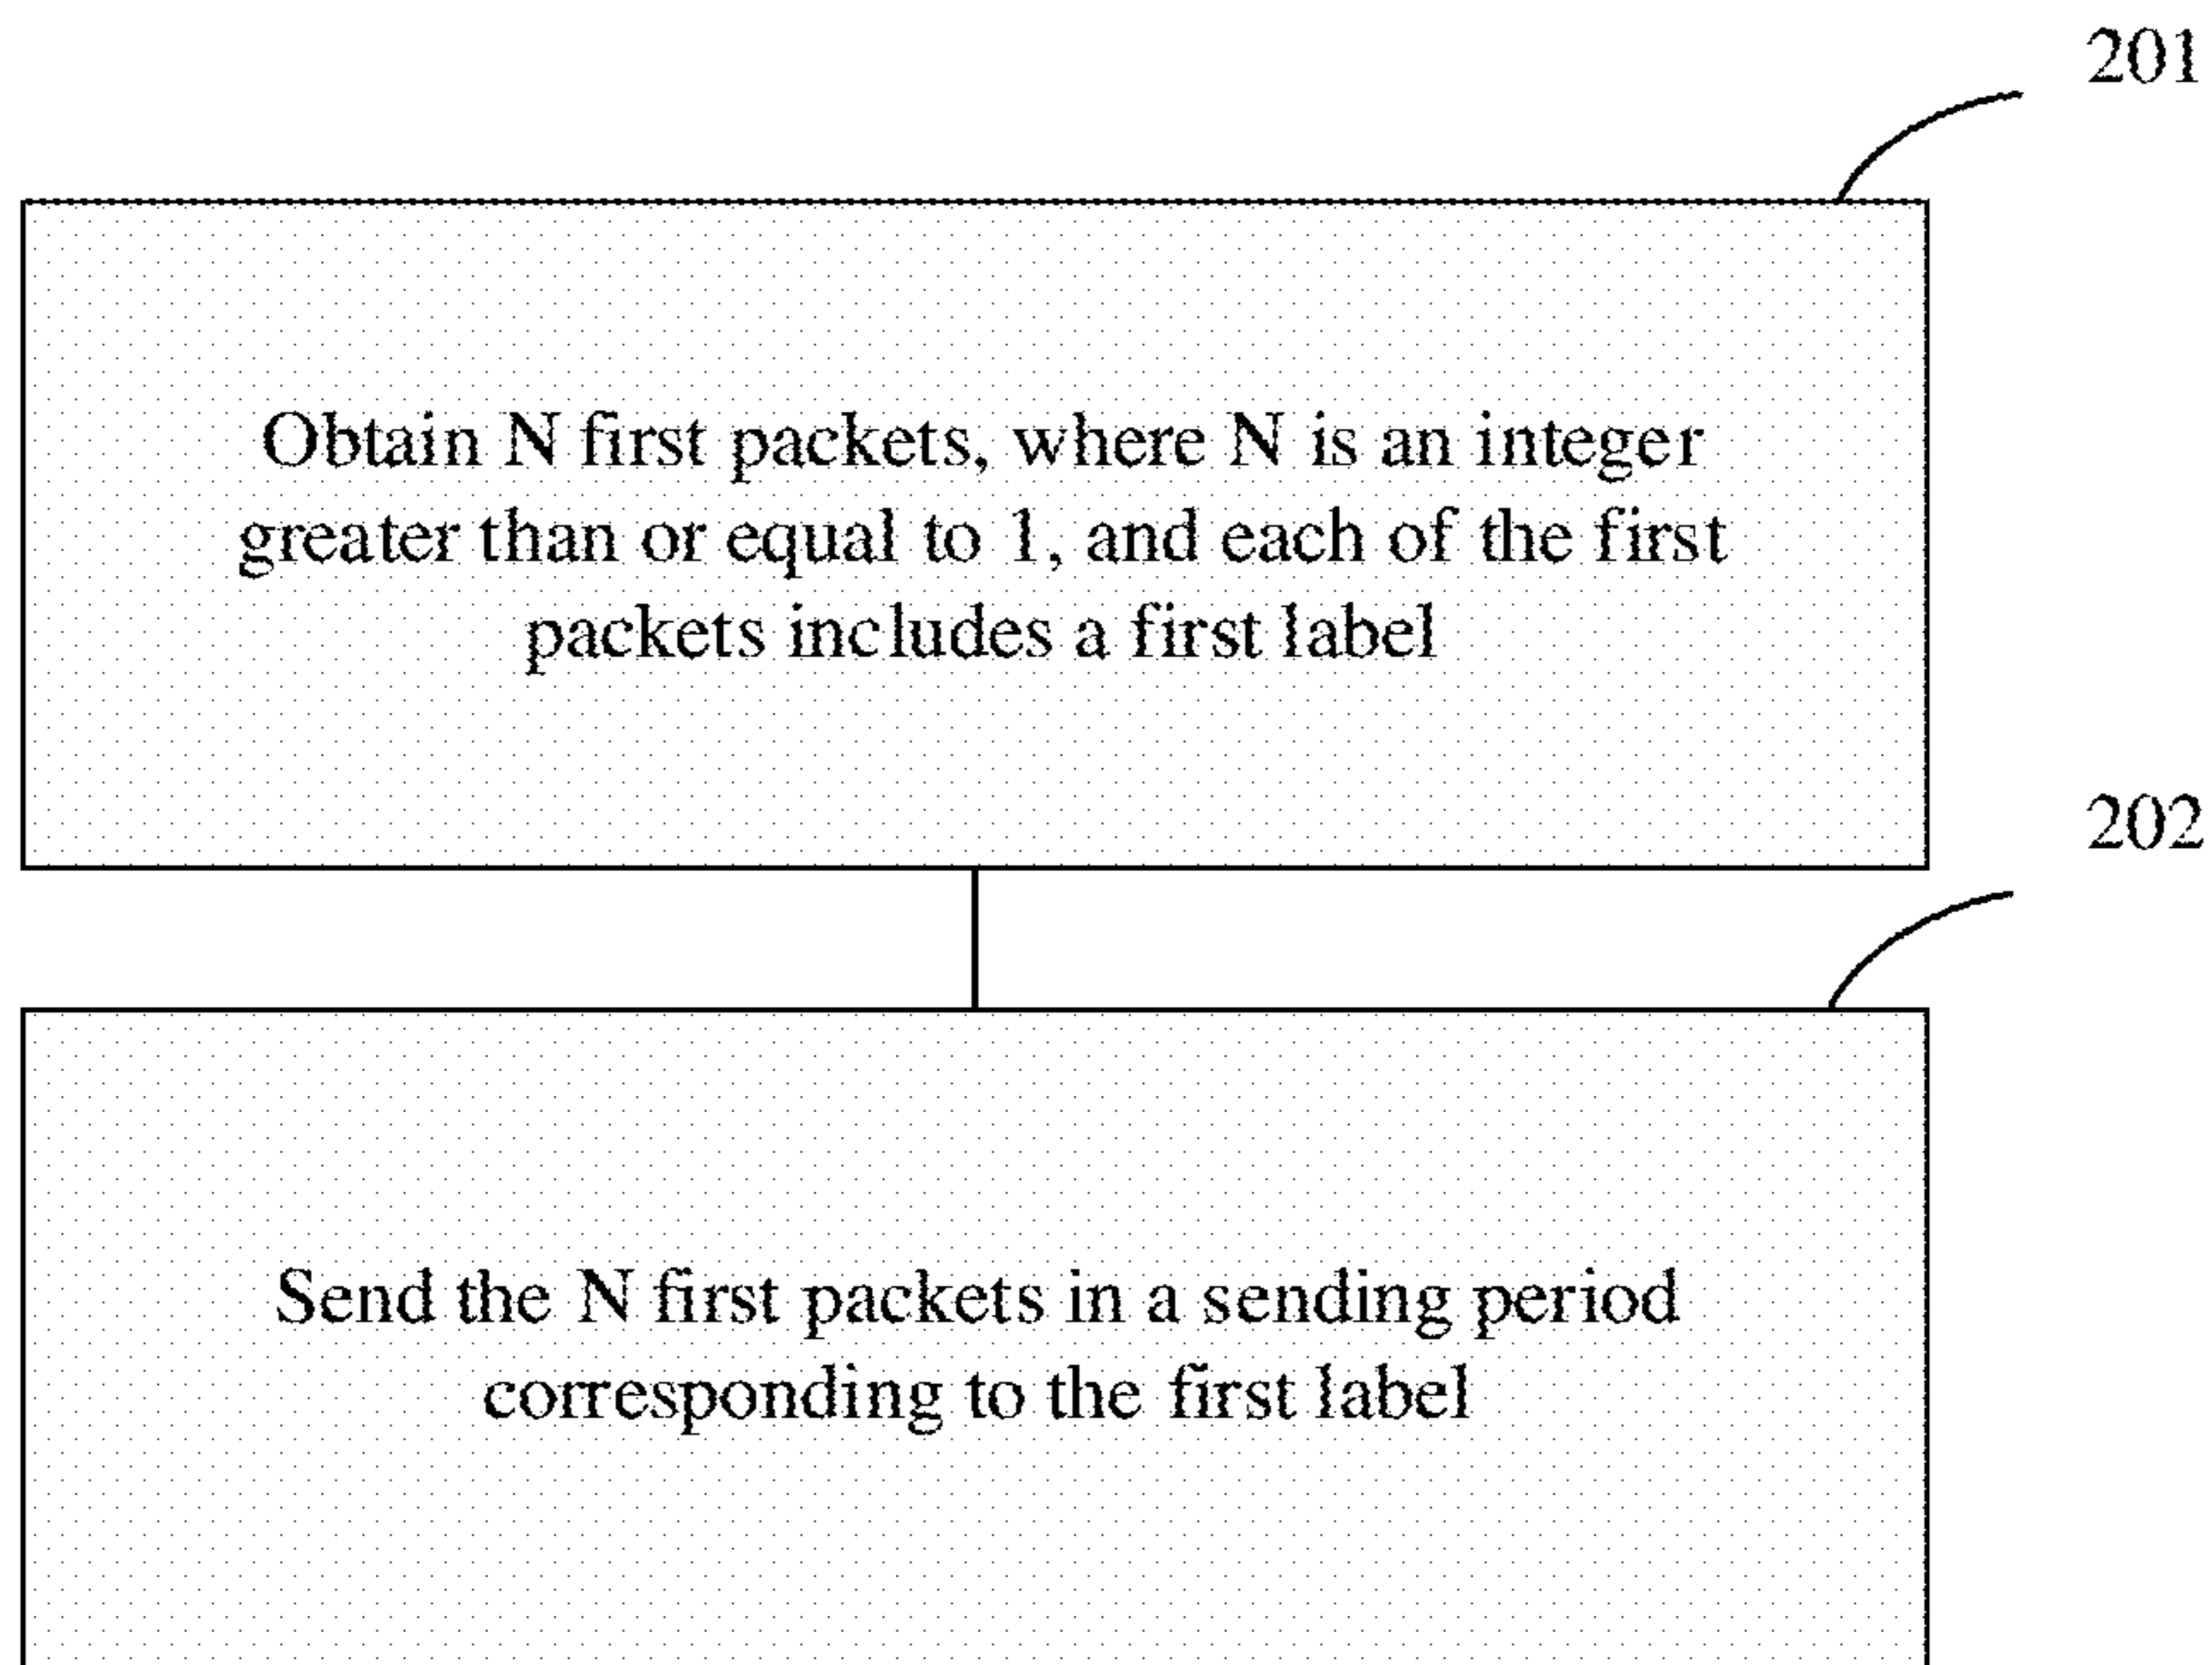 201
Obtain N first packets, where N is an integer
greater than or equal to 1, and each of the first
packets includes a first label
202
Send the N first packets in a sending period
corresponding to the first label